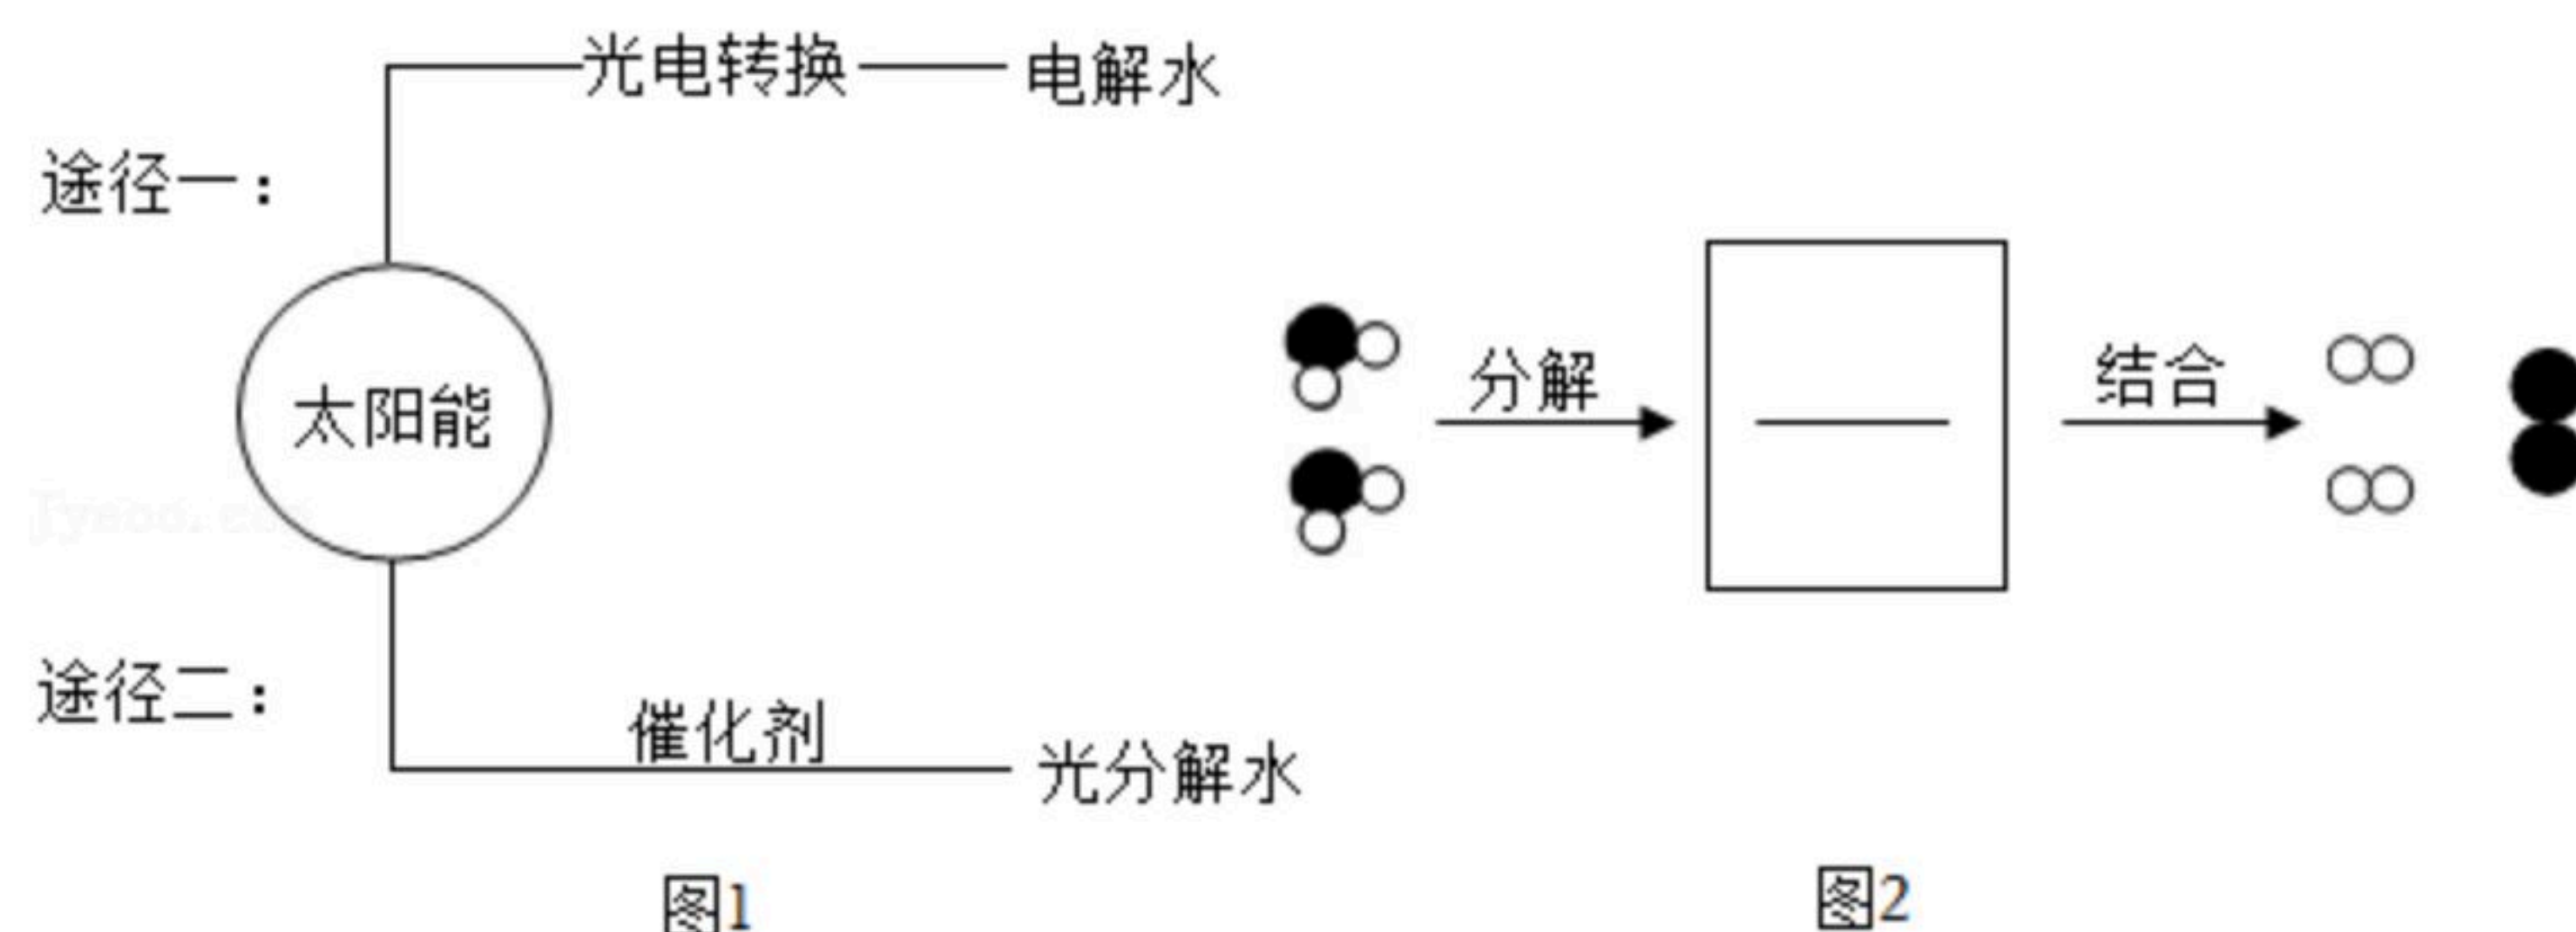 光电转换 电解水
途径一：
太阳能
分解
结合
途径二：
催化剂
光分解水
图1
图2